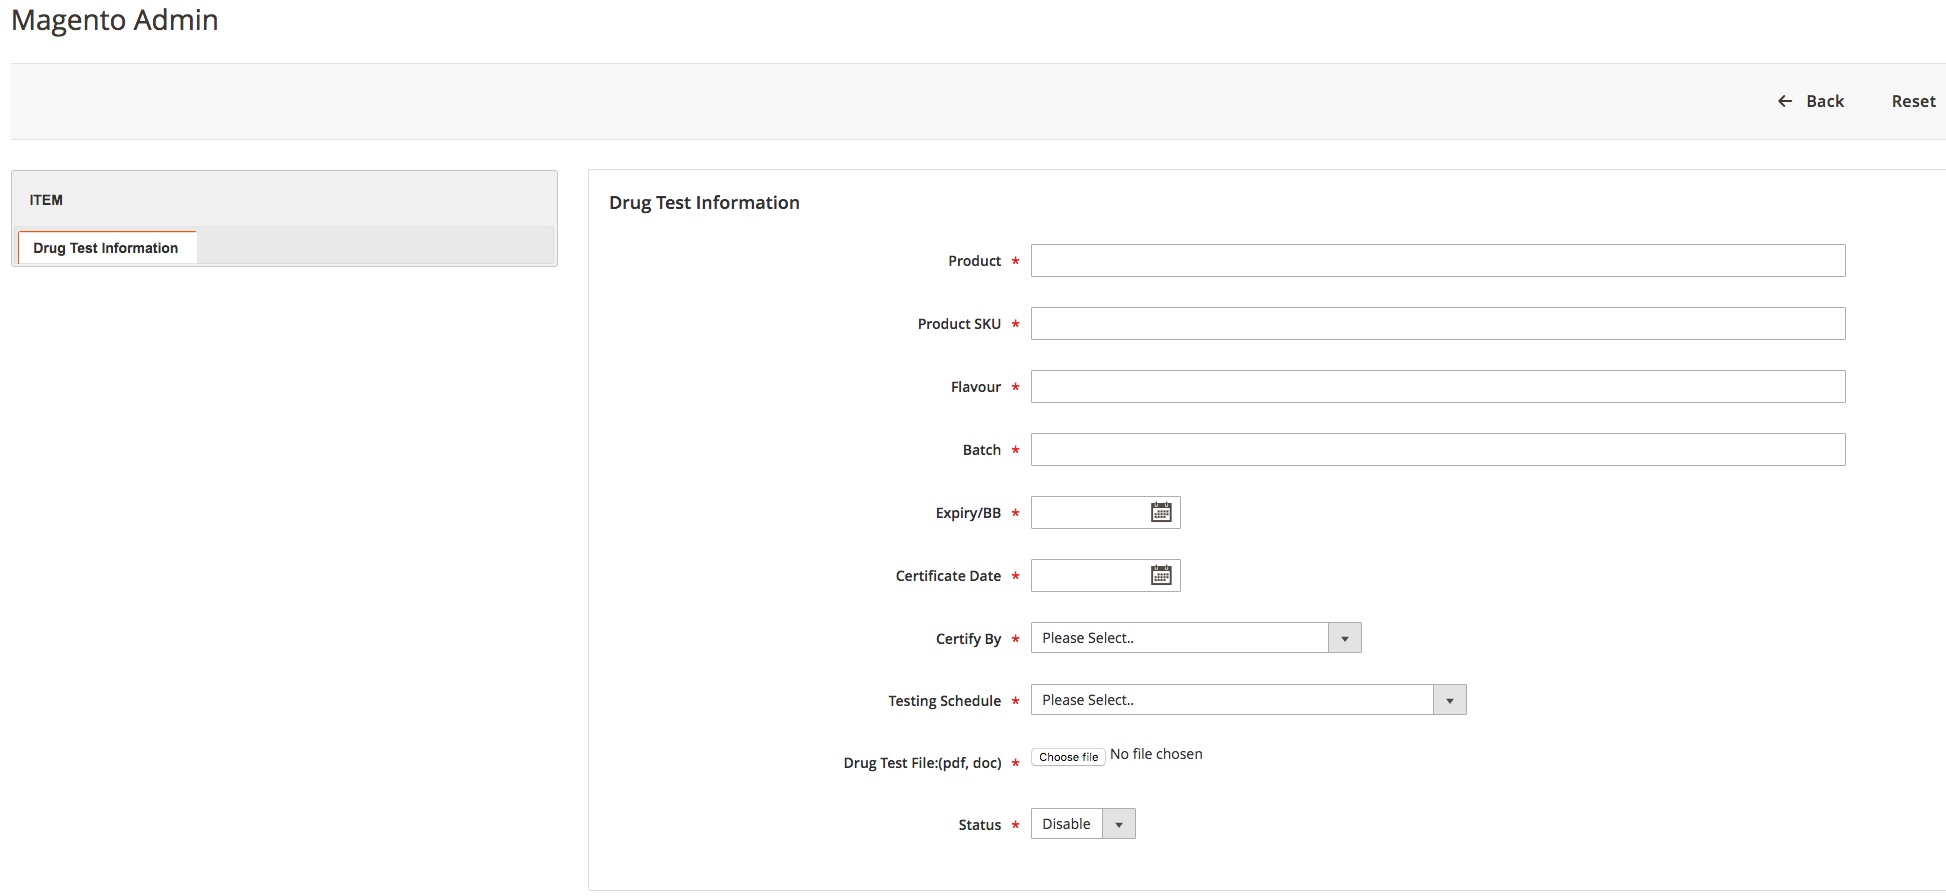 Magento Admin
Back Reset
ITEM
Drug Test Information
Drug Test Information
Product *
Product SKU *
Flavour *
Batch *
Expiry/BB *
Certificate Date *
Certify By * Please Select..
Testing Schedule * Please Select..
Drug Test File:(pdf, doc) * Choose file No file chosen
Status * Disable